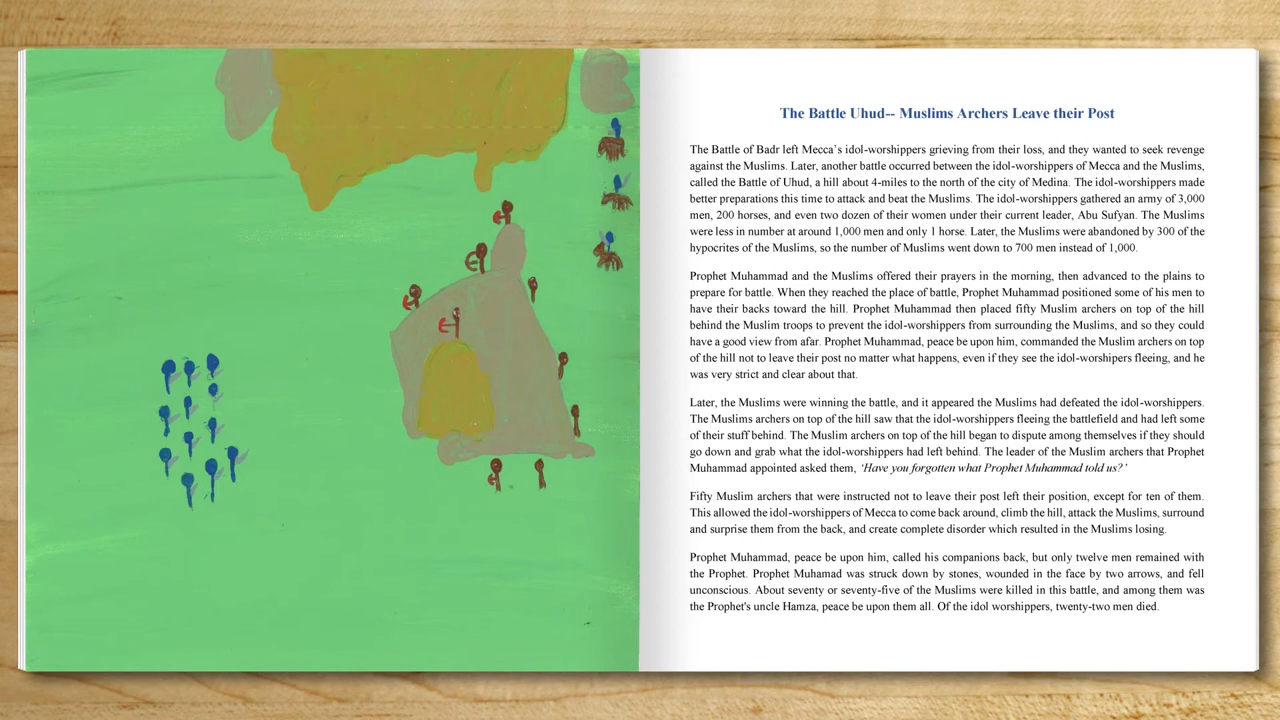 The Battle Uhud-- Muslims Archers Leave their Post
The Battle of Badr left Mecca`s idol-worshippers grieving from their loss, and they wanted to seek revenge
against the Muslims. Later, another battle occurred between the idol-worshippers of Mecca and the Muslims,
called the Battle of Uhud, a hill about 4-miles to the north of the city of Medina. The idol-worshippers made
better preparations this time to attack and beat the Muslims. The idol-worshippers gathered an army of 3,000
men, 200 horses, and even two dozen of their women under their current leader, Abu Sufyan. The Muslims
were less in number at around 1,000 men and only 1 horse. Later, the Muslims were abandoned by 300 of the
hypocrites of the Muslims, so the number of Muslims went down to 700 men instead of 1,000.
Prophet Muhammad and the Muslims offered their prayers in the morning, then advanced to the plains to
prepare for battle. When they reached the place of battle, Prophet Muhammad positioned some of his men to
have their backs toward the hill. Prophet Muhammad then placed fifty Muslim archers on top of the hill
behind the Muslim troops to prevent the idol-worshippers from surrounding the Muslims, and so they could
have a good view from afar. Prophet Muhammad, peace be upon him, commanded the Muslim archers on top
of the hill not to leave their post no matter what happens, even if they see the idol-worshipers fleeing, and he
was very strict and clear about that.
Later, the Muslims were winning the battle, and it appeared the Muslims had defeated the idol-worshippers.
The Muslims archers on top of the hill saw that the idol-worshippers fleeing the battlefield and had left some
of their stuff behind. The Muslim archers on top of the hill began to dispute among themselves if they should
go down and grab what the idol-worshippers had left behind. The leader of the Muslim archers that Prophet
Muhammad appointed asked them, ‘Have you forgotten what Prophet Muhammad told us?’
Fifty Muslim archers that were instructed not to leave their post left their position, except for ten of them.
This allowed the idol-worshippers of Mecca to come back around, climb the hill, attack the Muslims, surround
and surprise them from the back, and create complete disorder which resulted in the Muslims losing.
Prophet Muhammad, peace be upon him, called his companions back, but only twelve men remained with
the Prophet. Prophet Muhamad was struck down by stones, wounded in the face by two arrows, and fell
unconscious. About seventy or seventy-five of the Muslims were killed in this battle, and among them was
the Prophet's uncle Hamza, peace be upon them all. Of the idol worshippers, twenty-two men died.